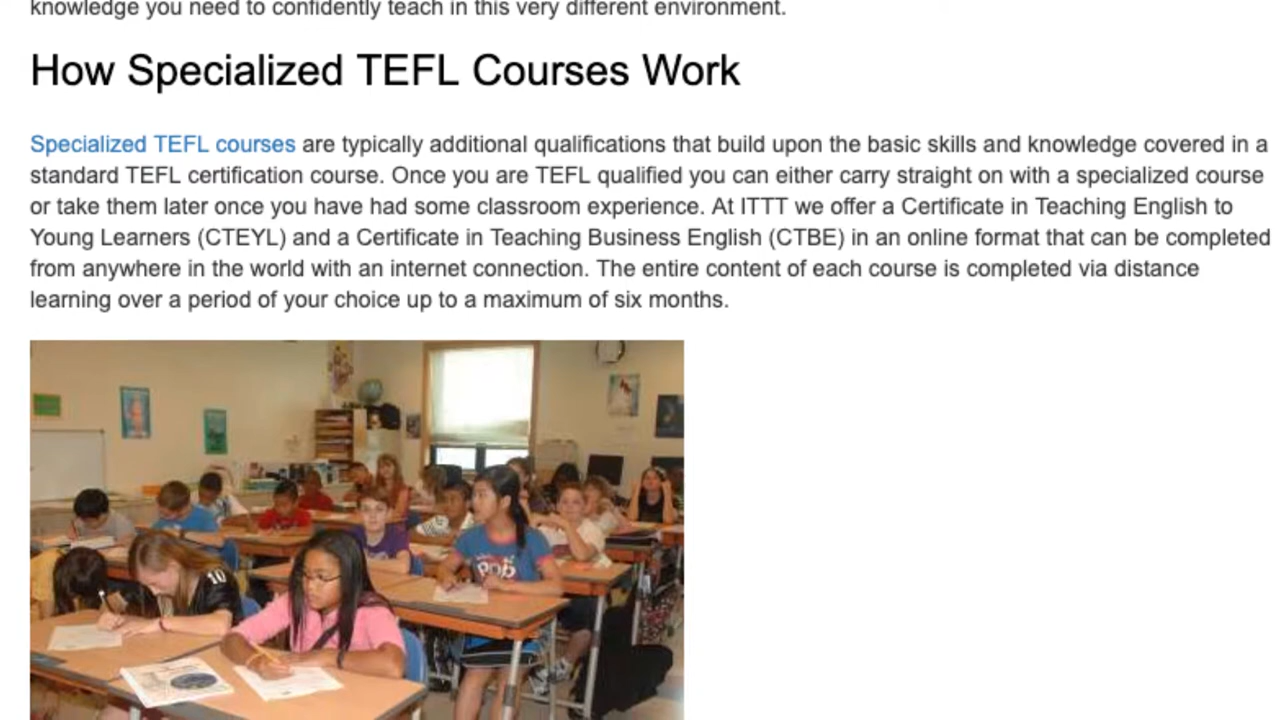 knowledge you need to confidently teach in this very different environment.
How Specialized TEFL Courses Work
Specialized TEFL courses are typically additional qualifications that build upon the basic skills and knowledge covered in a
standard TEFL certification course. Once you are TEFL qualified you can either carry straight on with a specialized course
or take them later once you have had some classroom experience. At ITTT we offer a Certificate in Teaching English to
Young Learners (CTEYL) and a Certificate in Teaching Business English (CTBE) in an online format that can be completed
from anywhere in the world with an internet connection. The entire content of each course is completed via distance
learning over a period of your choice up to a maximum of six months.
10